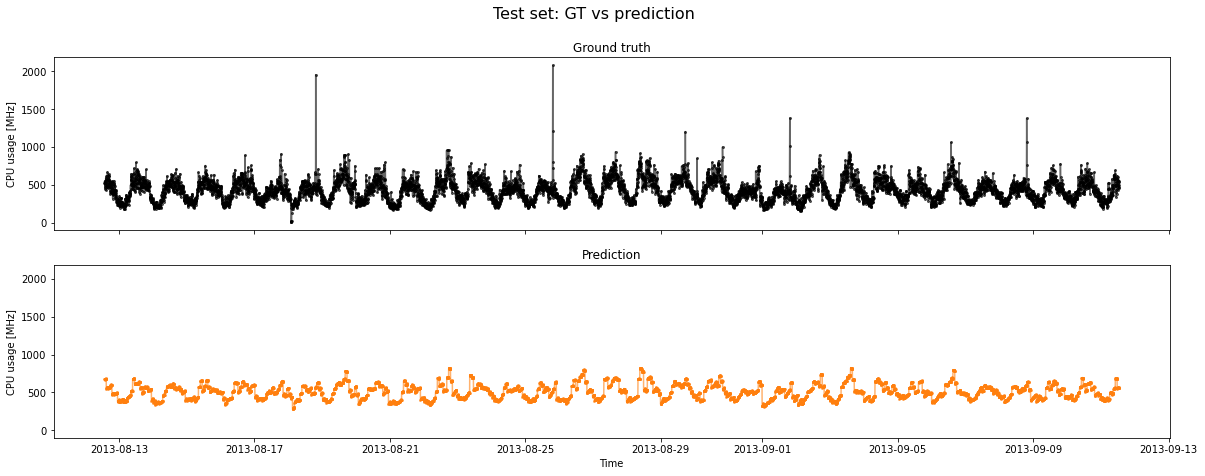 Test set: GT vs prediction
Ground truth
CPU usage [MHz]
2000
1500
1000
500
0
Prediction
CPU usage [MHz]
2000
1500
1000
500
0
2013-08-13 2013-08-17 2013-08-21 2013-08-25 2013-08-29 2013-09-01 2013-09-05 2013-09-09 2013-09-13
Time